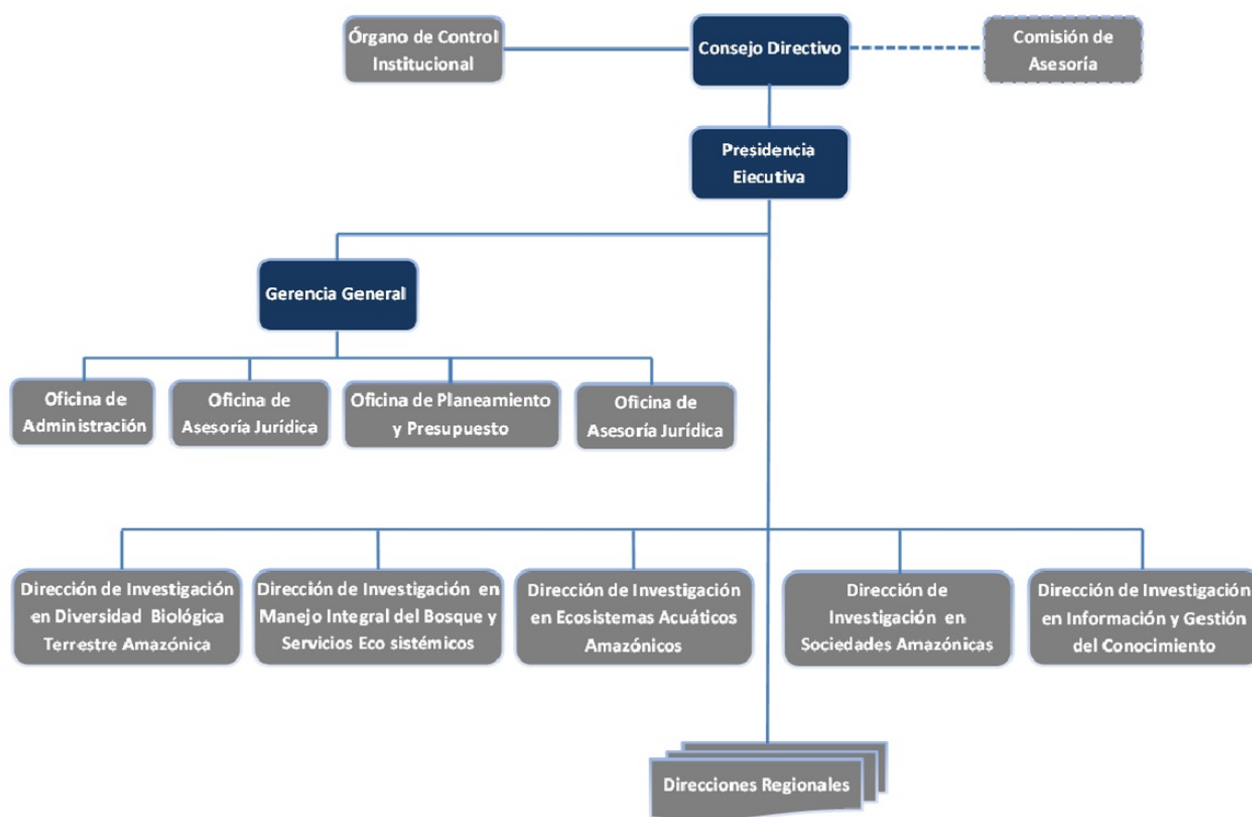 Órgano de Control
Institucional
Consejo Directivo
Comisión de
Asesoría
Presidencia
Ejecutiva
Gerencia General
Oficina de
Administración
Oficina de
Asesoría Jurídica
Oficina de Planeamiento
y Presupuesto
Oficina de
Asesoría Jurídica
Dirección de Investigación
en Diversidad Biológica
Terrestre Amazónica
Dirección de Investigación en
Manejo Integral del Bosque y
Servicios Eco sistémicos
Dirección de Investigación
en Ecosistemas Acuáticos
Amazónicos
Dirección de
Investigación en
Sociedades Amazónicas
Dirección de Investigación
en Información y Gestión
del Conocimiento
Direcciones Regionales